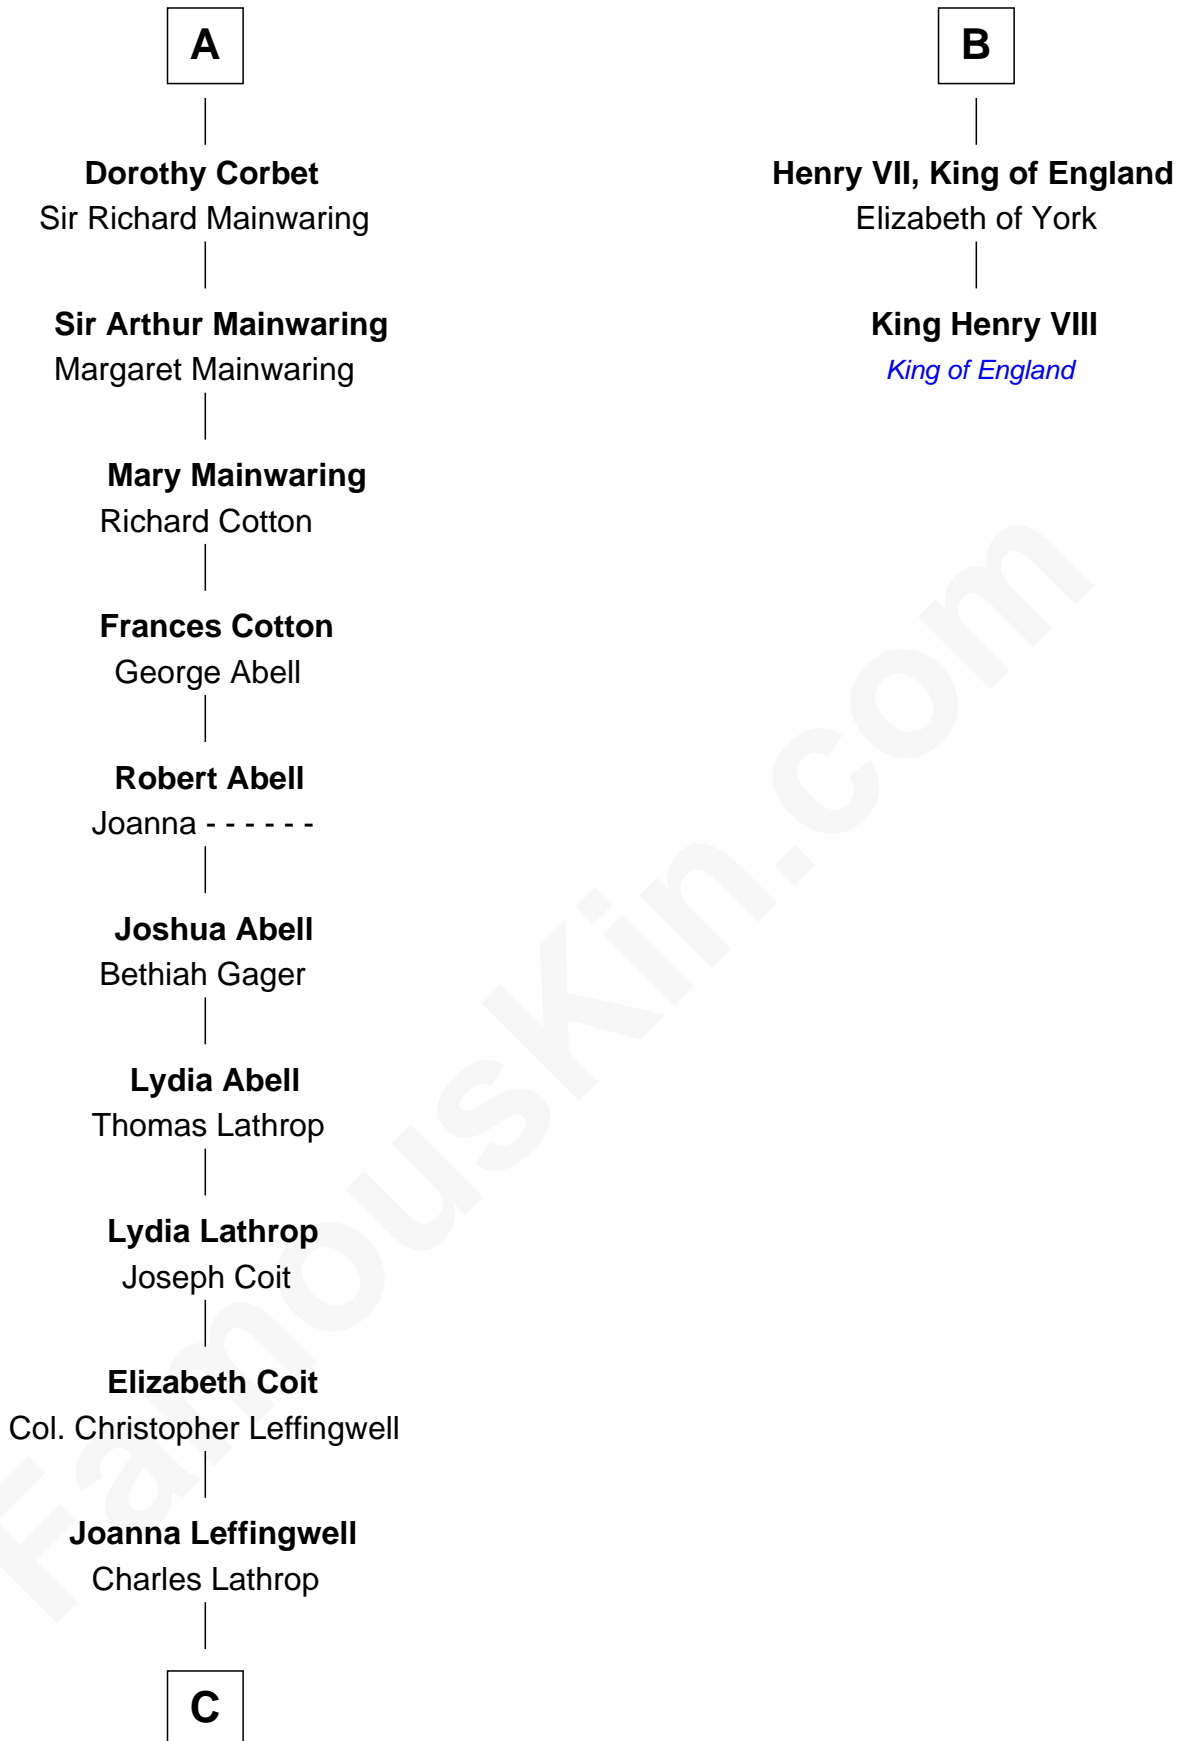 A
Dorothy Corbet
Sir Richard Mainwaring
Sir Arthur Mainwaring
Margaret Mainwaring
Mary Mainwaring
Richard Cotton
Frances Cotton
George Abell
Robert Abell
Joanna - - - - - -
Joshua Abell
Bethiah Gager
Lydia Abell
Thomas Lathrop
Lydia Lathrop
Joseph Coit
Elizabeth Coit
Col. Christopher Leffingwell
Joanna Leffingwell
Charles Lathrop
C
B
Henry VII, King of England
Elizabeth of York
King Henry VIII
King of England
FamousKin.com